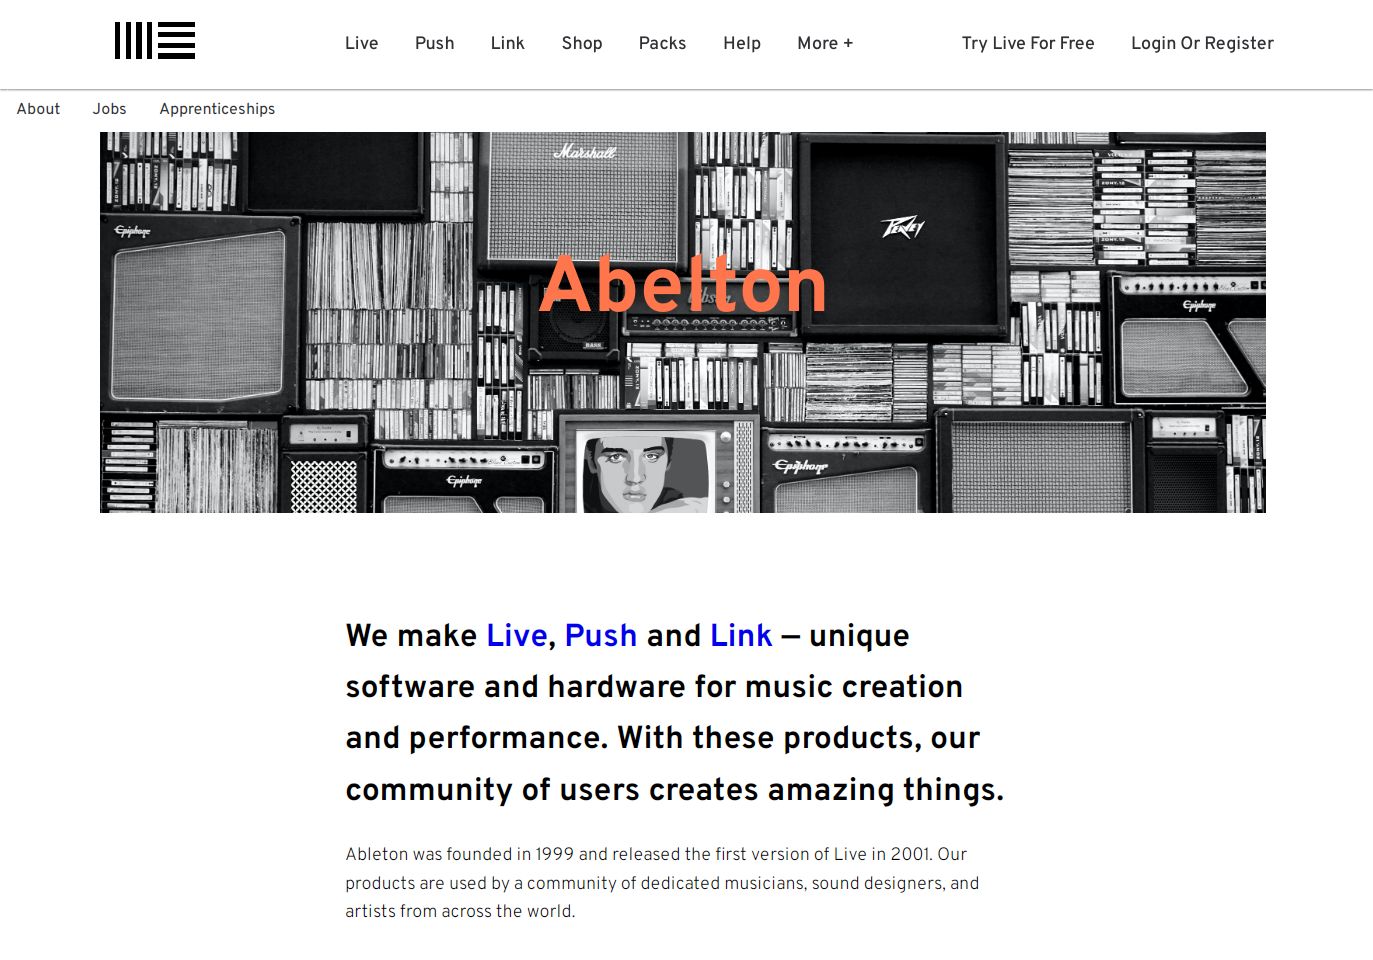 Live Push Link Shop Packs Help More + Try Live For Free Login Or Register
About Jobs Apprenticeships
Marshall
PEAVEY
Epiphone
Abelton
Gibson
Epiphone
BASS
Epiphone
Epiphone
We make Live, Push and Link — unique
software and hardware for music creation
and performance. With these products, our
community of users creates amazing things.
Ableton was founded in 1999 and released the first version of Live in 2001. Our
products are used by a community of dedicated musicians, sound designers, and
artists from across the world.